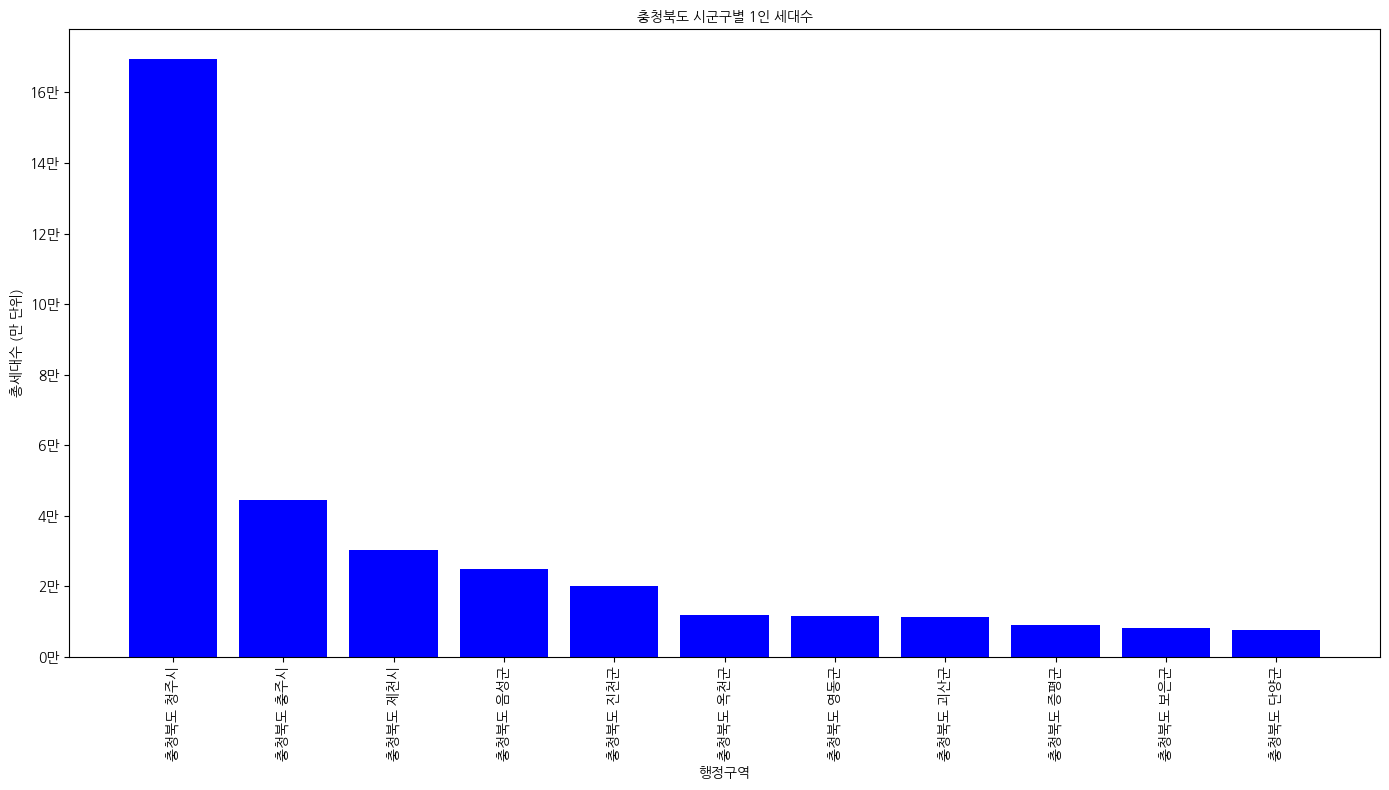 충청북도 시군구별 1인 세대수
총세대수 (만 단위)
16만
14만
12만
10만
8만
6만
4만
2만
0만
충청북도 청주시
충청북도 충주시
충청북도 제천시
충청북도 음성군
충청북도 진천군
충청북도 옥천군
충청북도 영동군
충청북도 괴산군
충청북도 증평군
충청북도 보은군
충청북도 단양군
행정구역